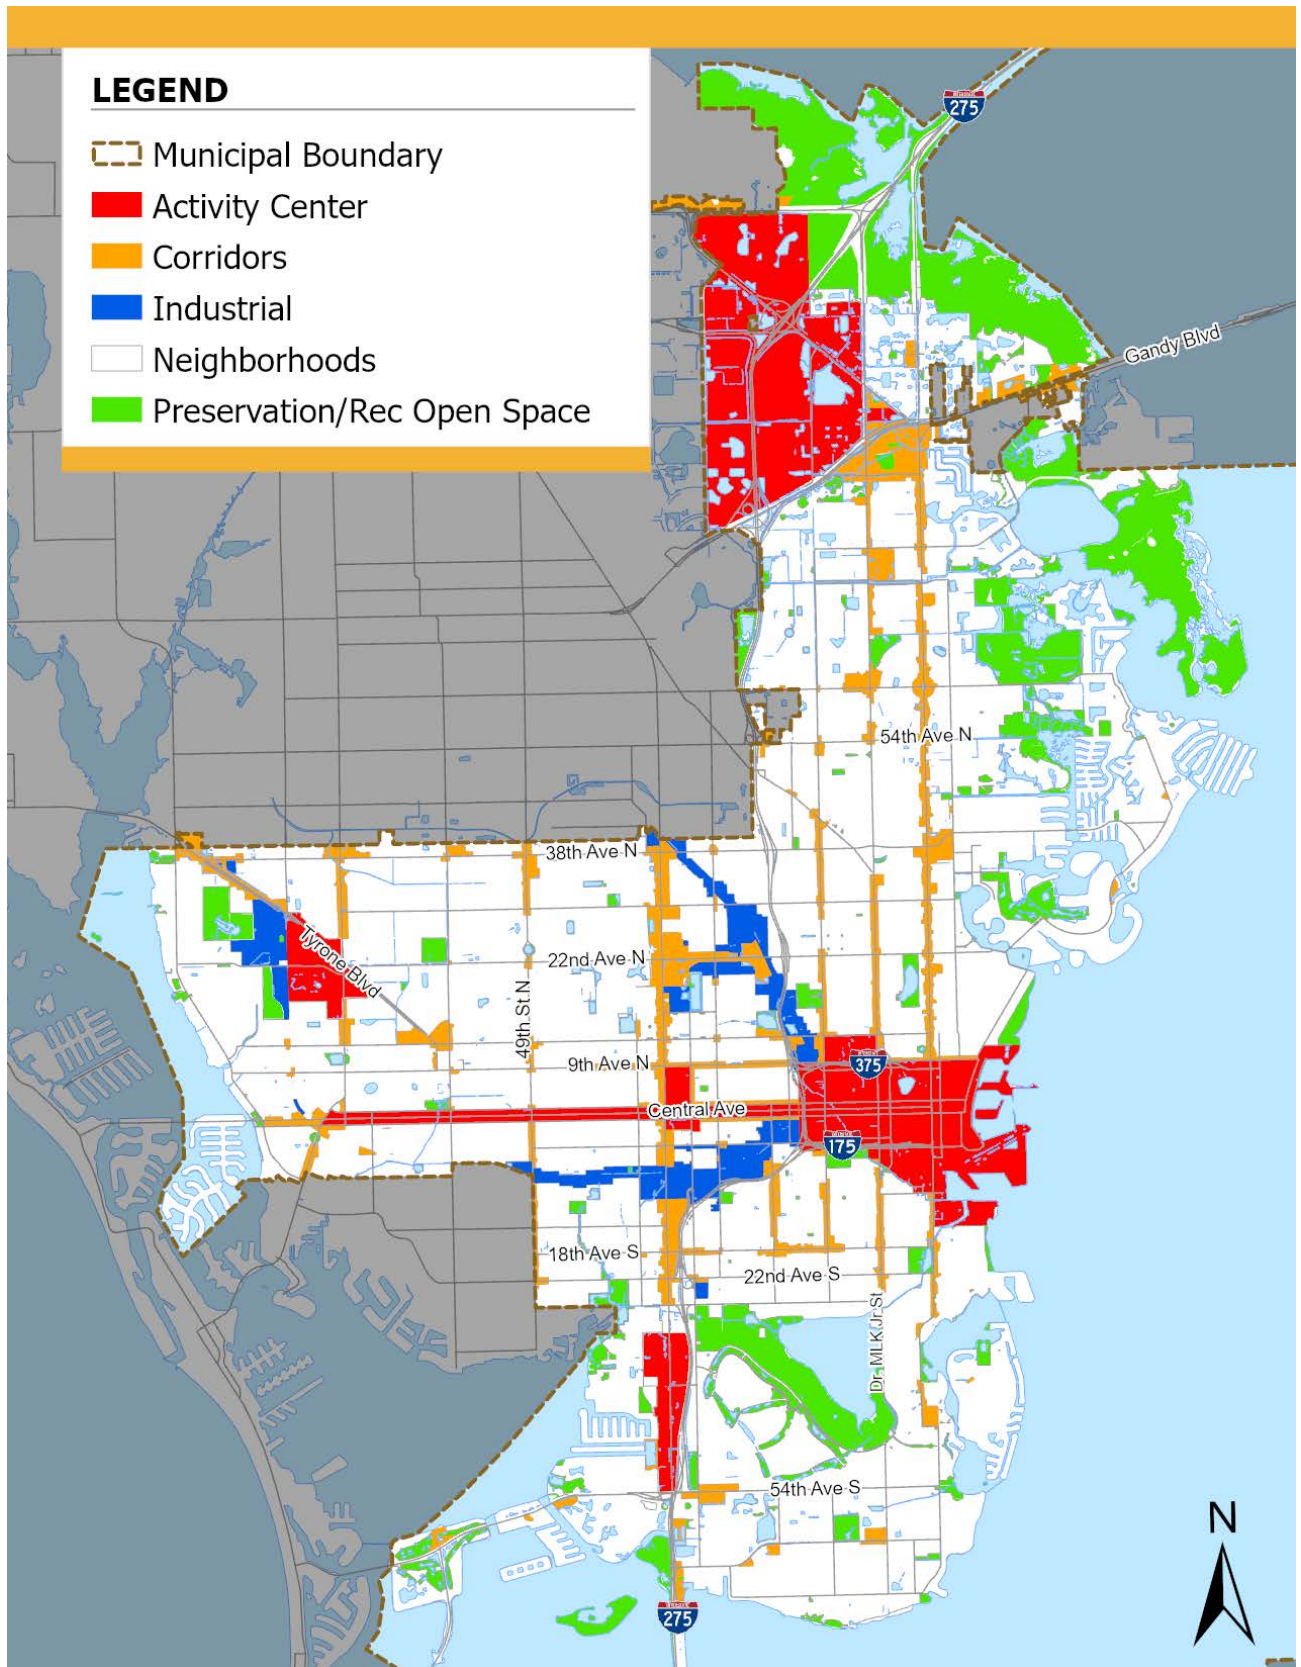 LEGEND
Municipal Boundary
Activity Center
Corridors
Industrial
Neighborhoods
Preservation/Rec Open Space
275
Gandy Blvd
54th Ave N
38th Ave N
Tyrone Blvd
22nd Ave N
49th St N
9th Ave N
375
Central Ave
175
18th Ave S
22nd Ave S
Dr. MLK Jr St
54th Ave S
N
275